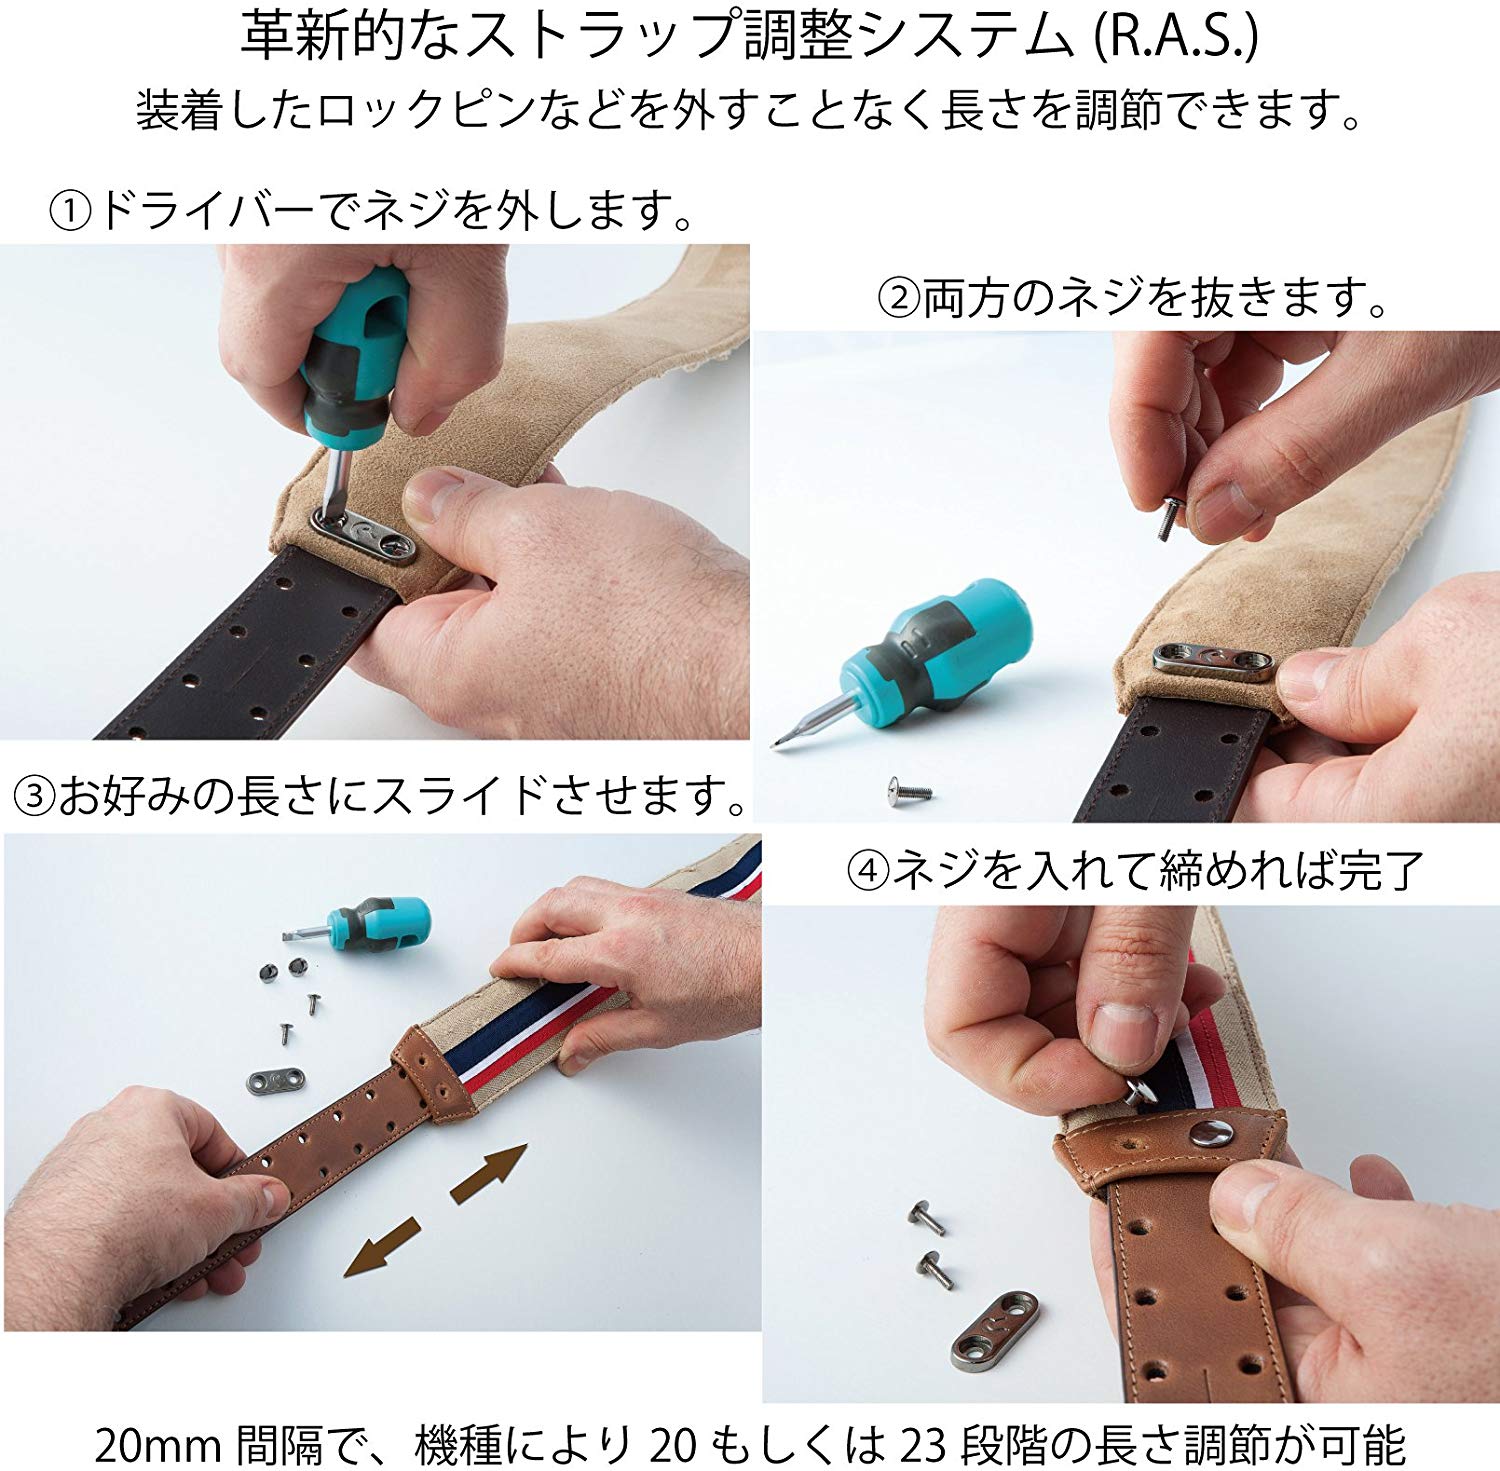 革新的なストラップ調整システム (R.A.S.)
装着したロックピンなどを外すことなく長さを調節できます。
①ドライバーでネジを外します。
②両方のネジを抜きます。
③お好みの長さにスライドさせます。
④ネジを入れて締めれば完了
20mm 間隔で、機種により 20 もしくは 23 段階の長さ調節が可能